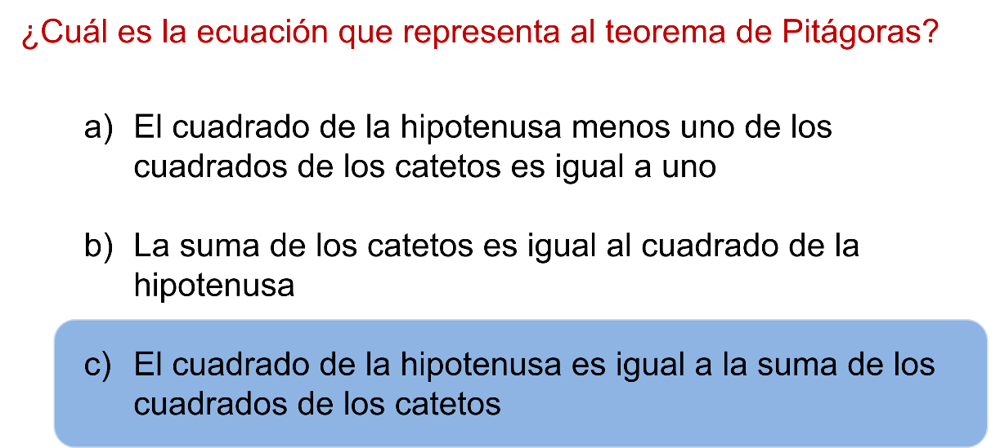 ¿Cuál es la ecuación que representa al teorema de Pitágoras?
a) El cuadrado de la hipotenusa menos uno de los
cuadrados de los catetos es igual a uno
b) La suma de los catetos es igual al cuadrado de la
hipotenusa
c) El cuadrado de la hipotenusa es igual a la suma de los
cuadrados de los catetos